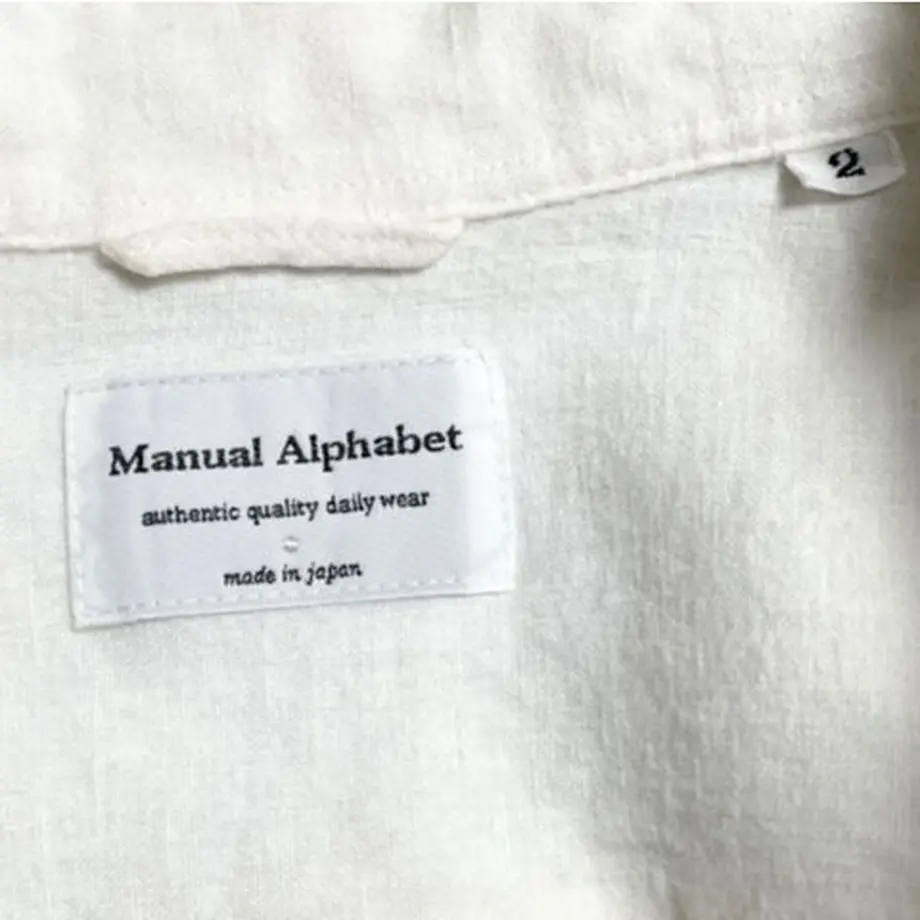 2
Manual Alphabet
authentic quality daily wear
made in japan